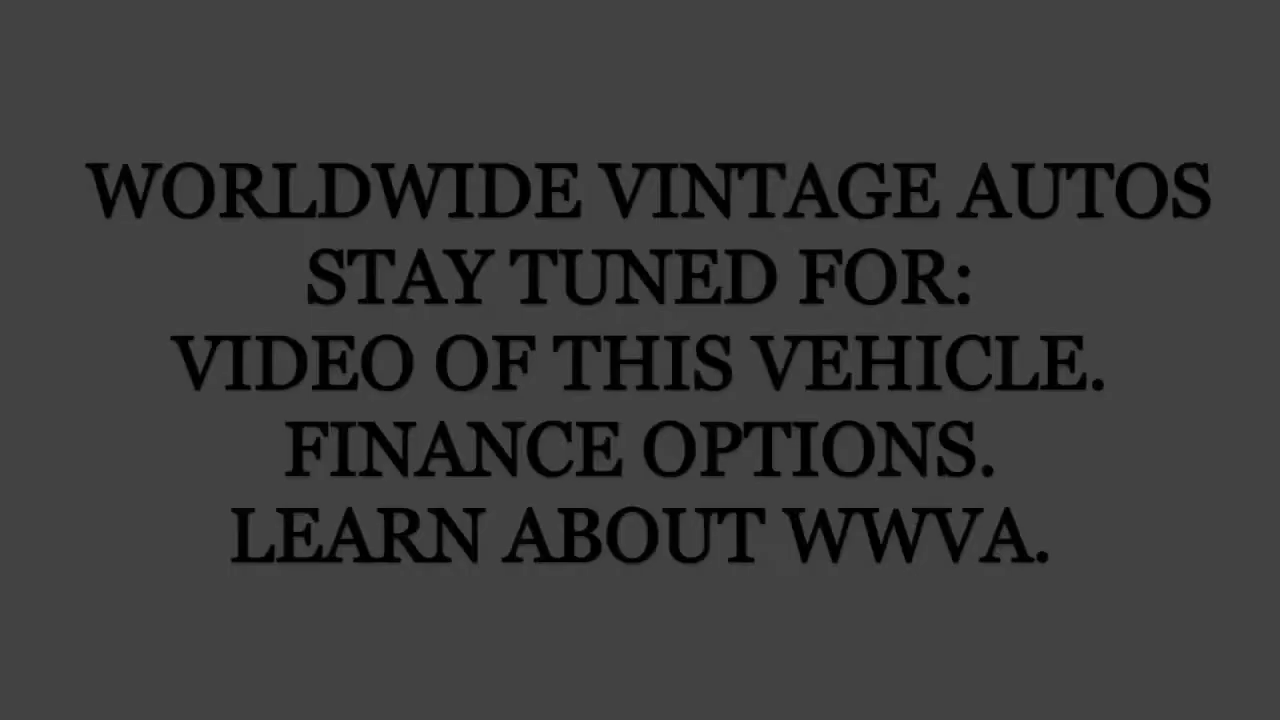 WORLDWIDE VINTAGE AUTOS
STAY TUNED FOR:
VIDEO OF THIS VEHICLE.
FINANCE OPTIONS.
LEARN ABOUT WWVA.